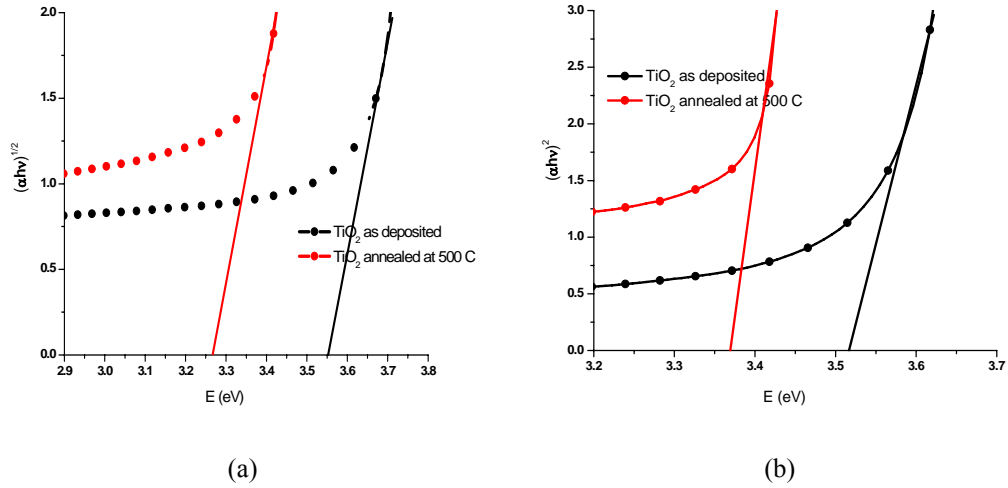 (αhν)1/2
2.0
1.5
1.0
0.5
0.0
2.9 3.0 3.1 3.2 3.3 3.4 3.5 3.6 3.7 3.8
E (eV)
TiO2 as deposited
TiO2 annealed at 500 C
(a)
(αhν)2
3.0
2.5
2.0
1.5
1.0
0.5
0.0
3.2 3.3 3.4 3.5 3.6 3.7
E (eV)
TiO2 as deposited
TiO2 annealed at 500 C
(b)